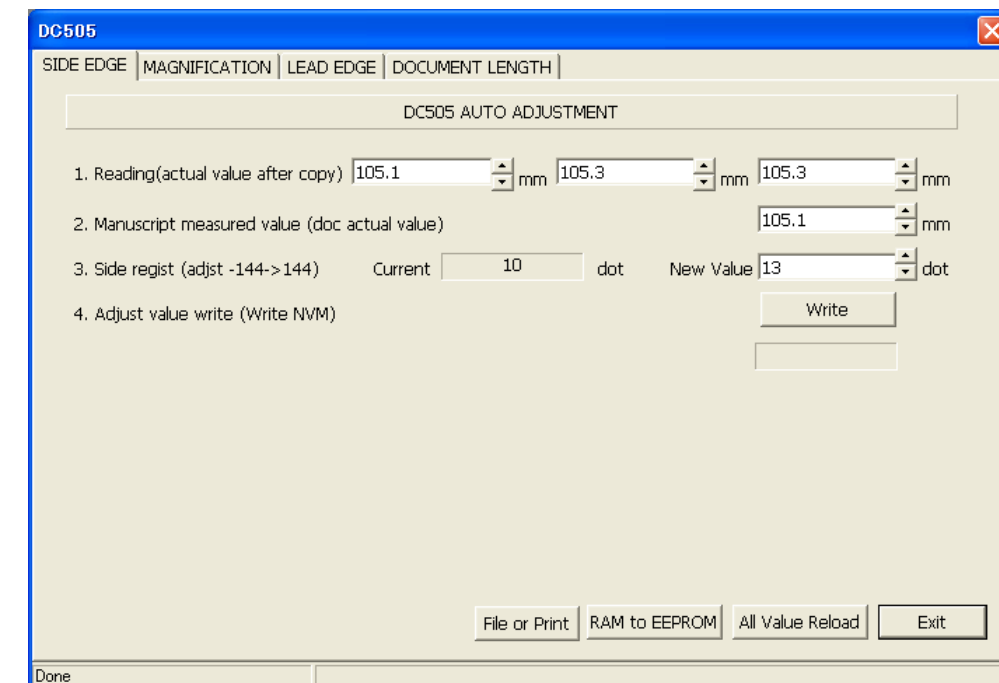 DC505
SIDE EDGE MAGNIFICATION LEAD EDGE DOCUMENT LENGTH
DC505 AUTO ADJUSTMENT
1. Reading(actual value after copy) 105.1 mm 105.3 mm 105.3 mm
2. Manuscript measured value (doc actual value) 105.1 mm
3. Side regist (adjst -144->144) Current 10 dot New Value 13 dot
4. Adjust value write (Write NVM) Write
File or Print RAM to EEPROM All Value Reload Exit
Done